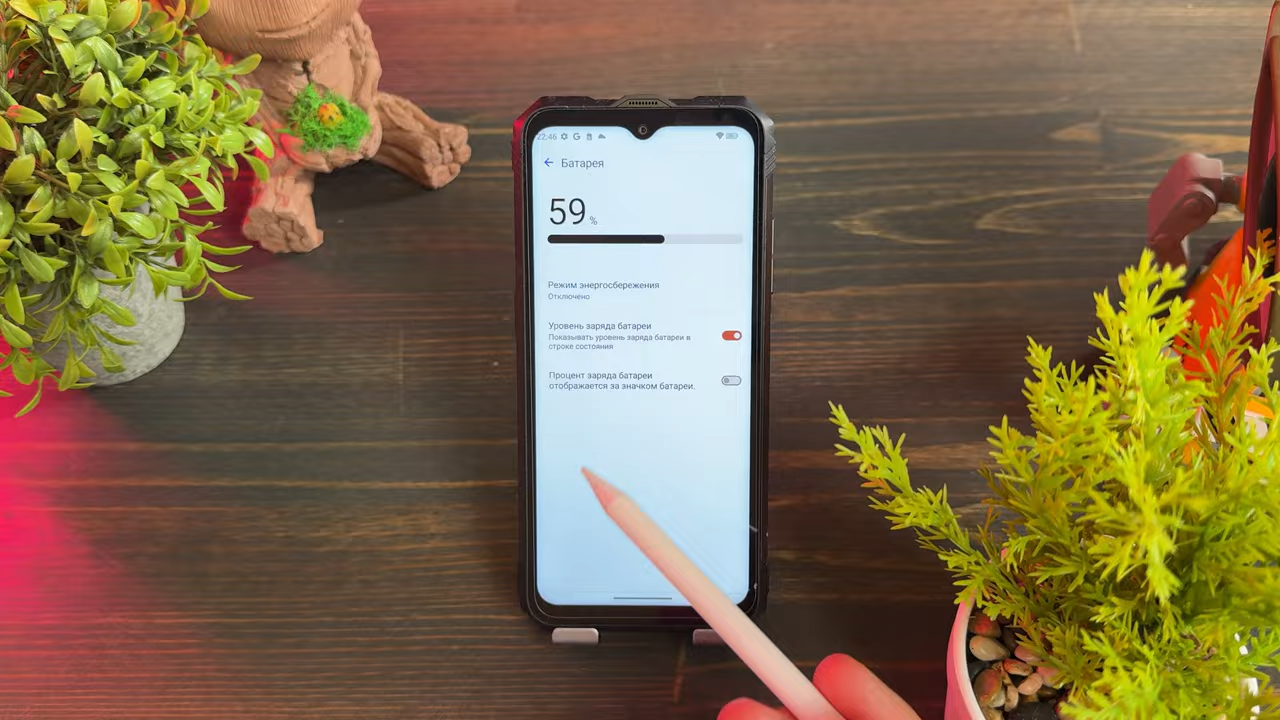 22:46
Батарея
59 %
Режим энергосбережения
Отключено
Уровень заряда батареи
Показывать уровень заряда батареи в
строке состояния
Процент заряда батареи
отображается за значком батареи.